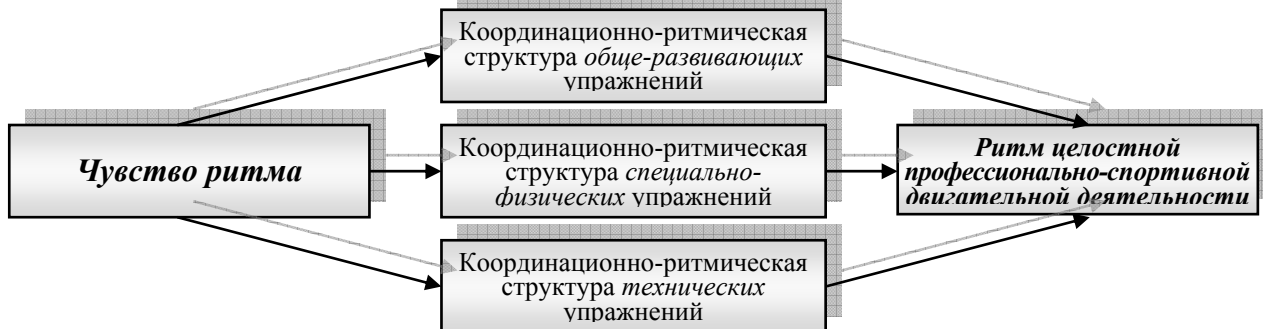 Координационно-ритмическая
структура обще-развивающих
упражнений
Чувство ритма
Координационно-ритмическая
структура специально-
физических упражнений
Ритм целостной
профессионально-спортивной
двигательной деятельности
Координационно-ритмическая
структура технических
упражнений